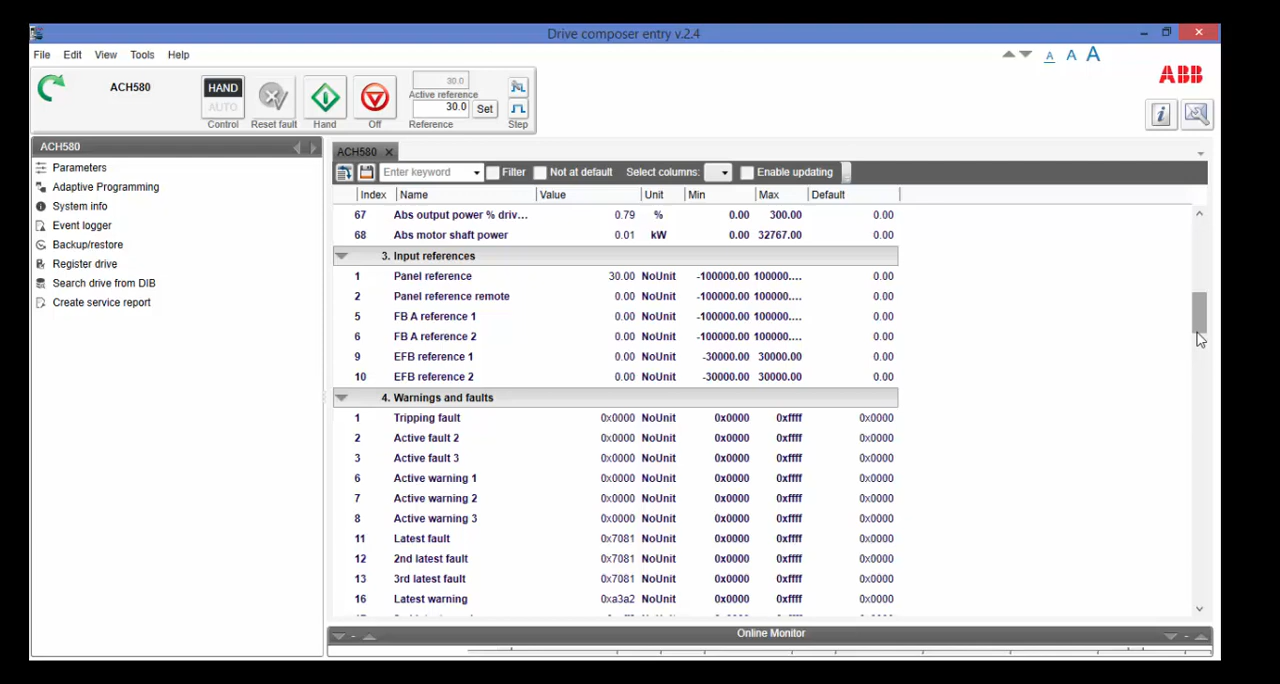 Drive composer entry v.2.4
File Edit View Tools Help
A A A
ABB
ACH580
HAND
AUTO
Control
Reset fault
Hand
Off
30.0
Active reference
30.0 Set
Reference
Step
ACH580
Parameters
Adaptive Programming
System info
Event logger
Backup/restore
Register drive
Search drive from DIB
Create service report
ACH580
Enter keyword Filter Not at default Select columns: Enable updating
Index Name Value Unit Min Max Default
67 Abs output power % driv... 0.79 % 0.00 300.00 0.00
68 Abs motor shaft power 0.01 kW 0.00 32767.00 0.00
3. Input references
1 Panel reference 30.00 NoUnit -100000.00 100000.... 0.00
2 Panel reference remote 0.00 NoUnit -100000.00 100000.... 0.00
5 FB A reference 1 0.00 NoUnit -100000.00 100000.... 0.00
6 FB A reference 2 0.00 NoUnit -100000.00 100000.... 0.00
9 EFB reference 1 0.00 NoUnit -30000.00 30000.00 0.00
10 EFB reference 2 0.00 NoUnit -30000.00 30000.00 0.00
4. Warnings and faults
1 Tripping fault 0x0000 NoUnit 0x0000 0xffff 0x0000
2 Active fault 2 0x0000 NoUnit 0x0000 0xffff 0x0000
3 Active fault 3 0x0000 NoUnit 0x0000 0xffff 0x0000
6 Active warning 1 0x0000 NoUnit 0x0000 0xffff 0x0000
7 Active warning 2 0x0000 NoUnit 0x0000 0xffff 0x0000
8 Active warning 3 0x0000 NoUnit 0x0000 0xffff 0x0000
11 Latest fault 0x7081 NoUnit 0x0000 0xffff 0x0000
12 2nd latest fault 0x7081 NoUnit 0x0000 0xffff 0x0000
13 3rd latest fault 0x7081 NoUnit 0x0000 0xffff 0x0000
16 Latest warning 0xa3a2 NoUnit 0x0000 0xffff 0x0000
Online Monitor